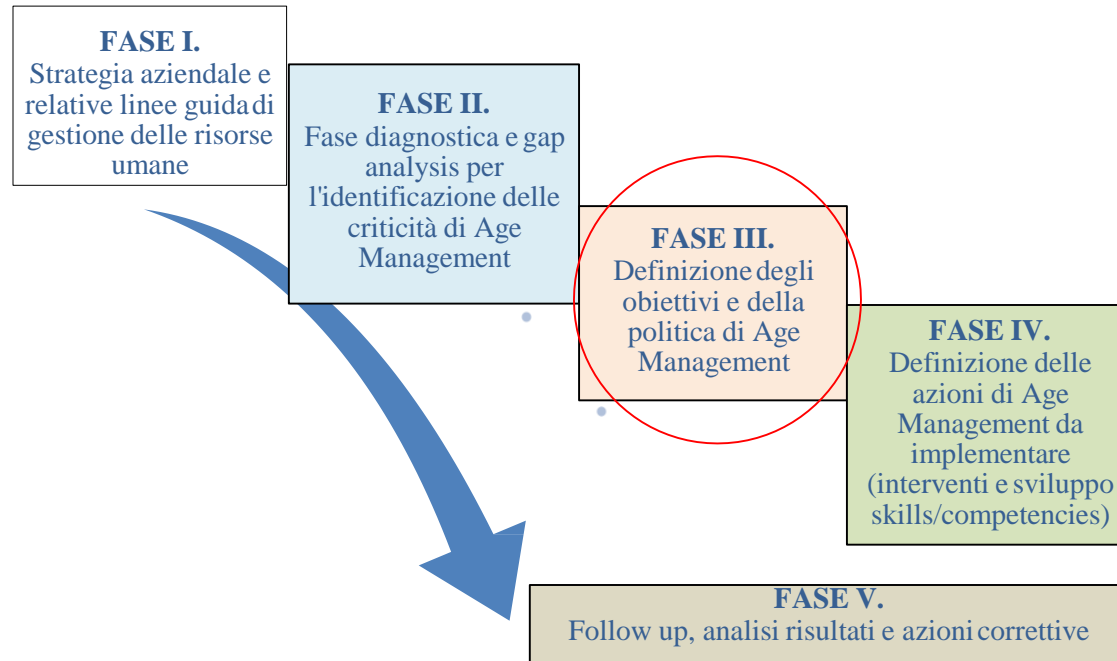 FASE I.
Strategia aziendale e
relative linee guida di
gestione delle risorse
umane
FASE II.
Fase diagnostica e gap
analysis per
l'identificazione delle
criticità di Age
Management
FASE III.
Definizione degli
obiettivi e della
politica di Age
Management
FASE IV.
Definizione delle
azioni di Age
Management da
implementare
(interventi e sviluppo
skills/competencies)
FASE V.
Follow up, analisi risultati e azioni correttive